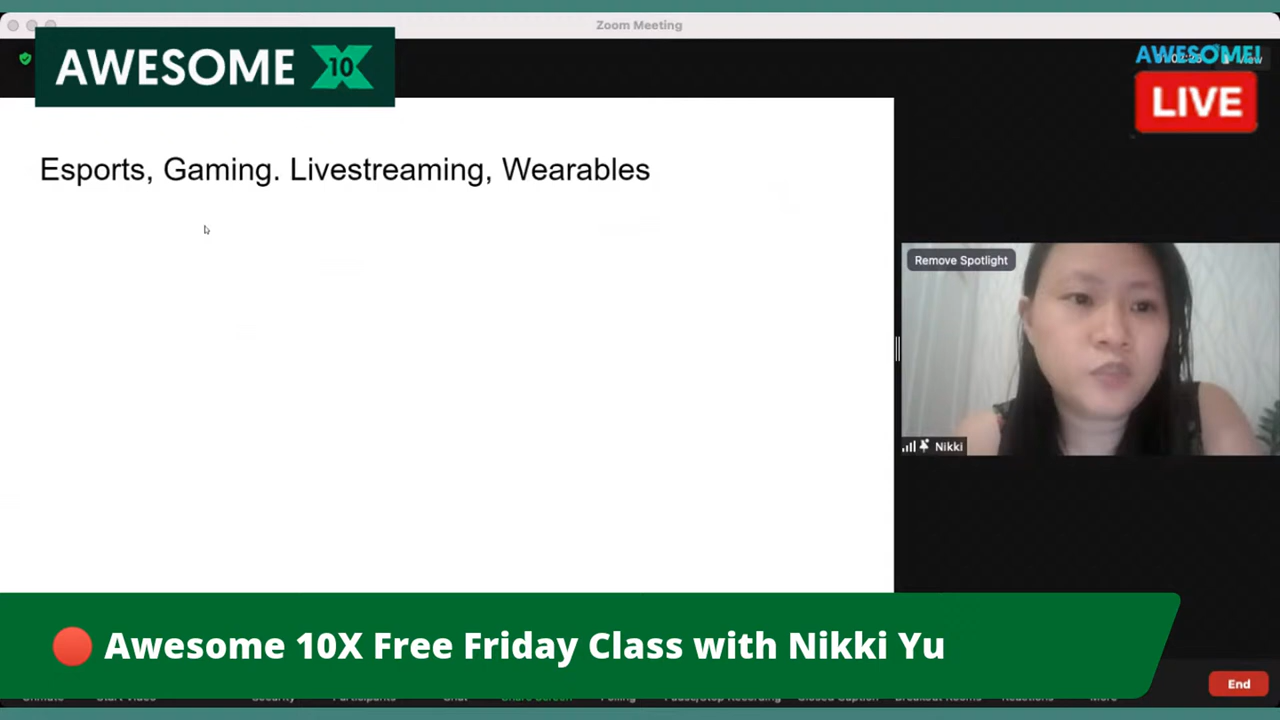 Zoom Meeting
AWESOME 10X
AWESOME!
LIVE
Esports, Gaming. Livestreaming, Wearables
Remove Spotlight
Nikki
Awesome 10X Free Friday Class with Nikki Yu
End